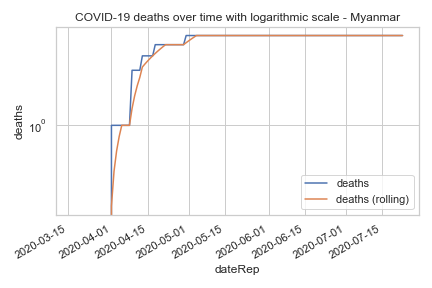 COVID-19 deaths over time with logarithmic scale - Myanmar
deaths
10⁰
deaths
deaths (rolling)
2020-03-15
2020-04-01
2020-04-15
2020-05-01
2020-05-15
2020-06-01
2020-06-15
2020-07-01
2020-07-15
dateRep